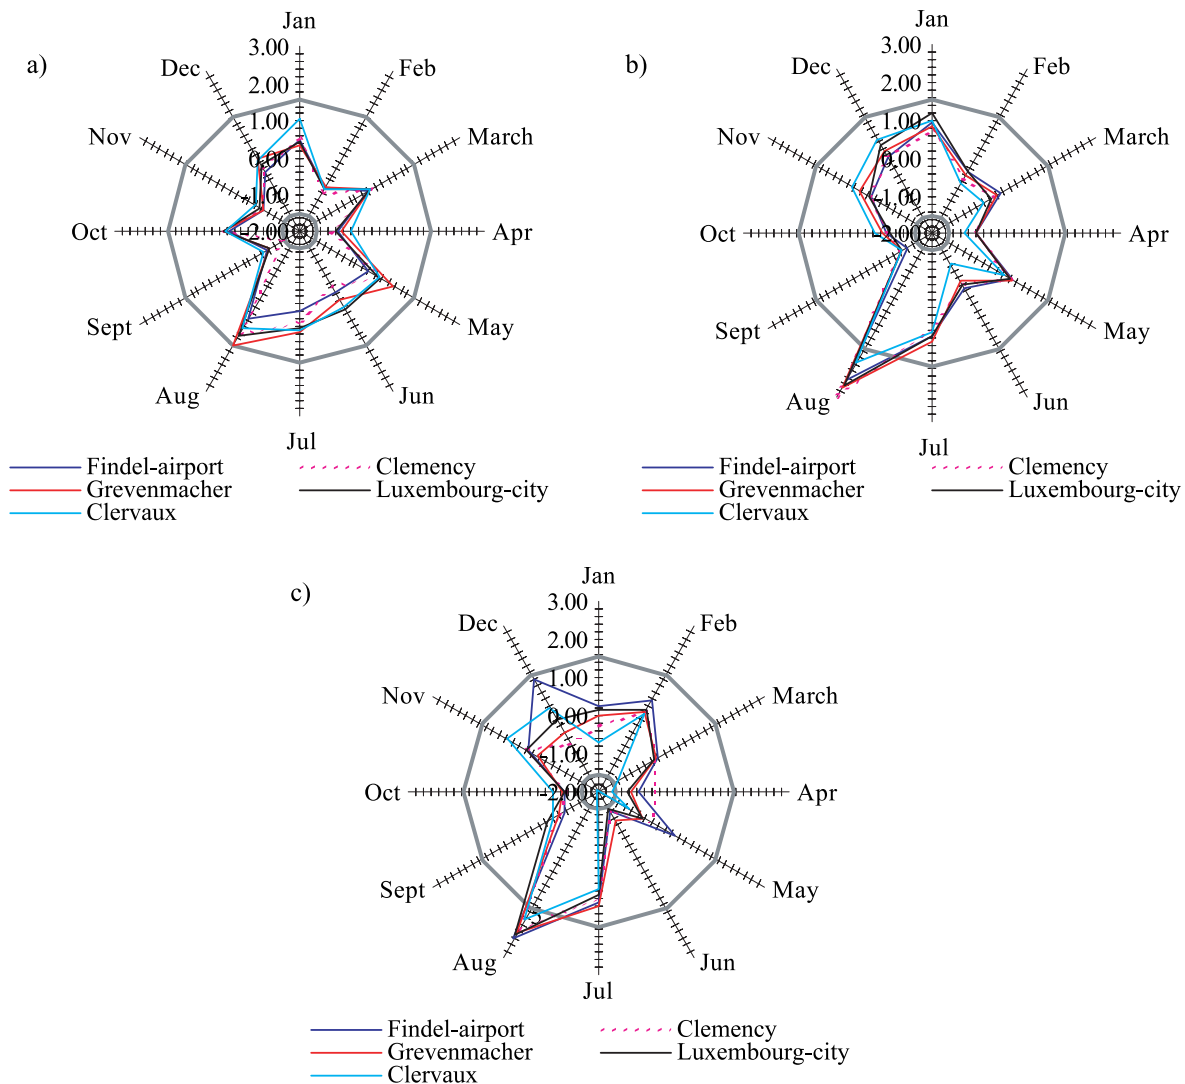 a)
Jan
Feb
March
Apr
May
Jun
Jul
Aug
Sept
Oct
Nov
Dec
3.00
2.00
1.00
0.00
-1.00
-2.00
Findel-airport
Clemency
Grevenmacher
Luxembourg-city
Clervaux
b)
Jan
Feb
March
Apr
May
Jun
Jul
Aug
Sept
Oct
Nov
Dec
3.00
2.00
1.00
0.00
-1.00
-2.00
Findel-airport
Clemency
Grevenmacher
Luxembourg-city
Clervaux
c)
Jan
Feb
March
Apr
May
Jun
Jul
Aug
Sept
Oct
Nov
Dec
3.00
2.00
1.00
0.00
-1.00
-2.00
Findel-airport
Clemency
Grevenmacher
Luxembourg-city
Clervaux